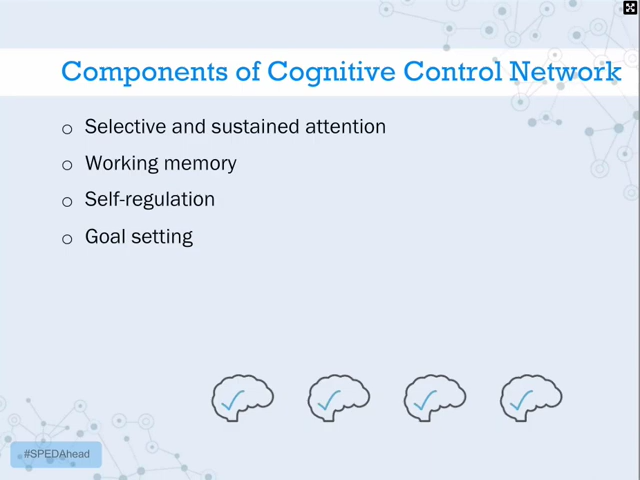 Components of Cognitive Control Network
Selective and sustained attention
Working memory
Self-regulation
Goal setting
#SPEDAhead